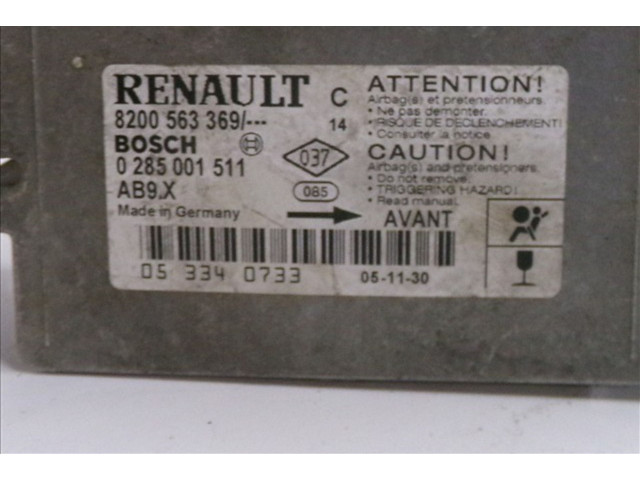 RENAULT C
8200 563 369/---
14
BOSCH
0 285 001 511
037
AB9.X
085
Made in Germany
AVANT
ATTENTION!
Airbag(s) et pretensionneurs.
• Ne pas demonter.
• RISQUE DE DECLENCHEMENT!
• Consulter la notice.
CAUTION!
Airbag(s) and pretensioners.
• Do not remove.
• TRIGGERING HAZARD!
• Read manual.
05 334 0733
05-11-30